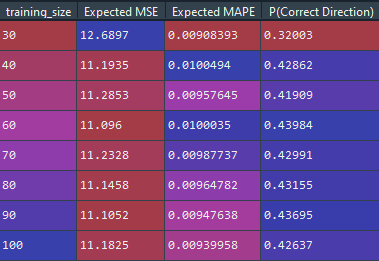 training_size Expected MSE Expected MAPE P(Correct Direction)
30 12.6897 0.00908393 0.32003
40 11.1935 0.0100494 0.42862
50 11.2853 0.00957645 0.41909
60 11.096 0.0100035 0.43984
70 11.2328 0.00987737 0.42991
80 11.1458 0.00964782 0.43155
90 11.1052 0.00947638 0.43695
100 11.1825 0.00939958 0.42637